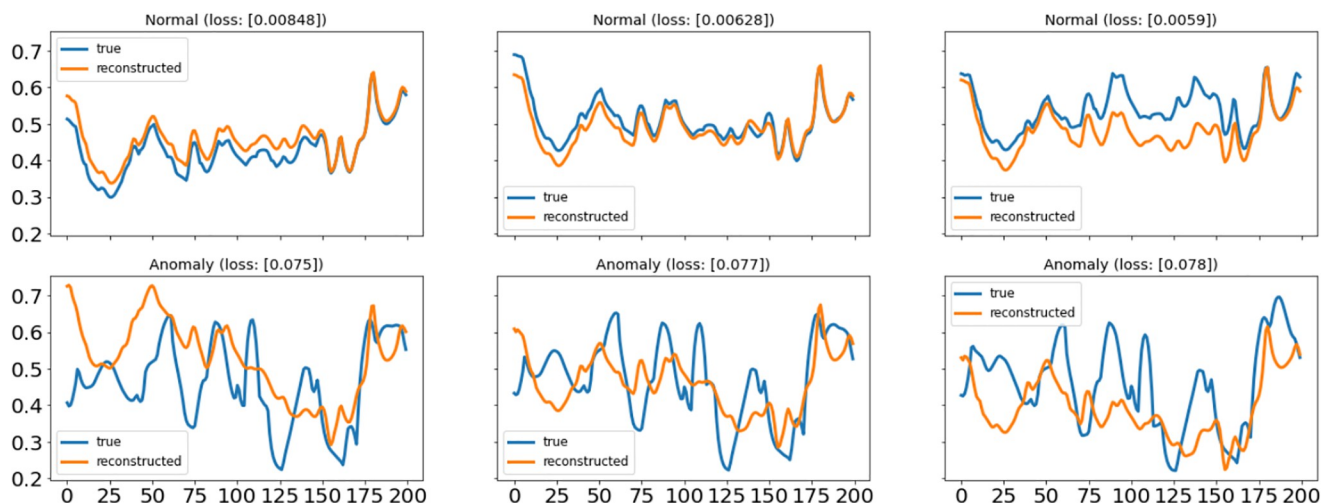 Normal (loss: [0.00848])
Normal (loss: [0.00628])
Normal (loss: [0.0059])
0.7
0.6
0.5
0.4
0.3
0.2
true
reconstructed
true
reconstructed
true
reconstructed
Anomaly (loss: [0.075])
Anomaly (loss: [0.077])
Anomaly (loss: [0.078])
0.7
0.6
0.5
0.4
0.3
0.2
true
reconstructed
true
reconstructed
true
reconstructed
0 25 50 75 100 125 150 175 200
0 25 50 75 100 125 150 175 200
0 25 50 75 100 125 150 175 200